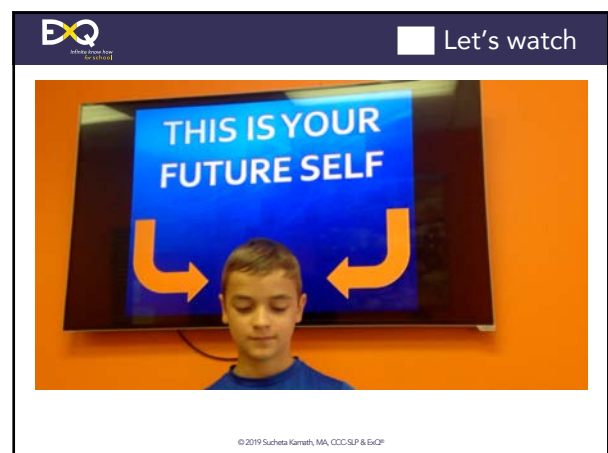 EXQ
Infinite know how
for school
Let's watch
THIS IS YOUR
FUTURE SELF
© 2019 Sucheta Kamath, MA, CCC-SLP & ExQ®